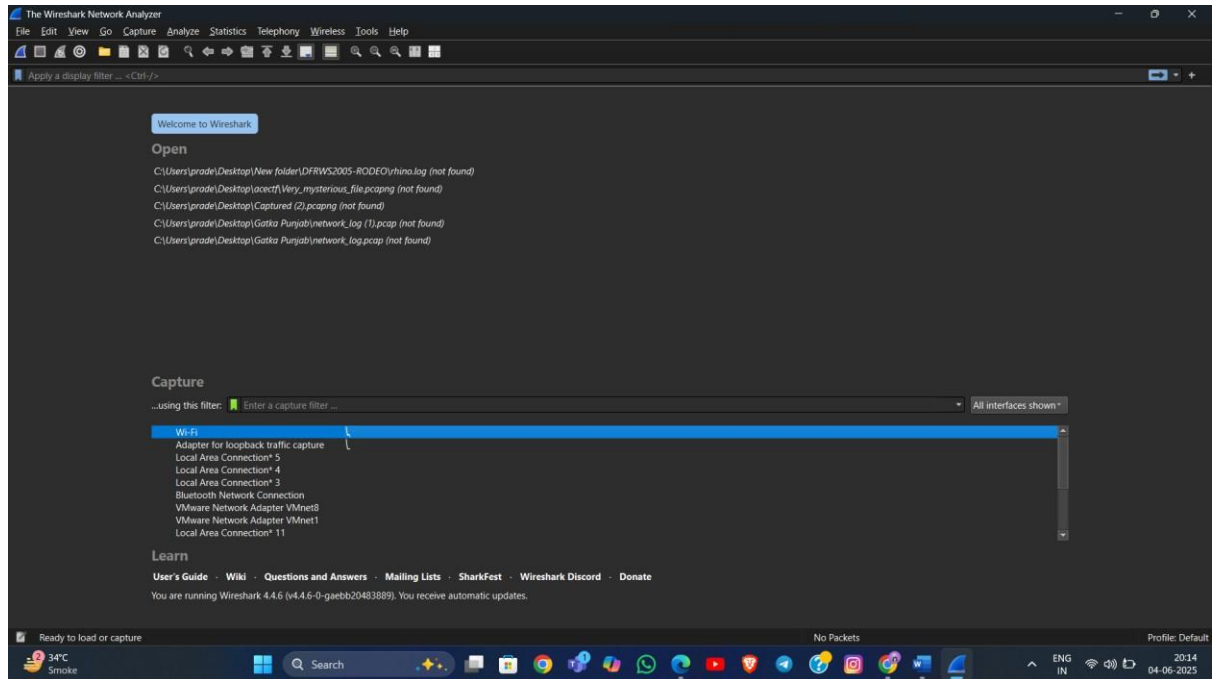 The Wireshark Network Analyzer
File Edit View Go Capture Analyze Statistics Telephony Wireless Tools Help
Apply a display filter ... <Ctrl-/>
Welcome to Wireshark
Open
C:\Users\prade\Desktop\New folder\DFRWS2005-RODEO\rhino.log (not found)
C:\Users\prade\Desktop\acectf\Very_mysterious_file.pcapng (not found)
C:\Users\prade\Desktop\Captured (2).pcapng (not found)
C:\Users\prade\Desktop\Gatka Punjab\network_log (1).pcap (not found)
C:\Users\prade\Desktop\Gatka Punjab\network_log.pcap (not found)
Capture
...using this filter: Enter a capture filter ... All interfaces shown
Wi-Fi
Adapter for loopback traffic capture
Local Area Connection* 5
Local Area Connection* 4
Local Area Connection* 3
Bluetooth Network Connection
VMware Network Adapter VMnet8
VMware Network Adapter VMnet1
Local Area Connection* 11
Learn
User's Guide · Wiki · Questions and Answers · Mailing Lists · SharkFest · Wireshark Discord · Donate
You are running Wireshark 4.4.6 (v4.4.6-0-gaebb20483889). You receive automatic updates.
Ready to load or capture No Packets Profile: Default
2 34°C Search 1 ENG 20:14
Smoke IN 04-06-2025